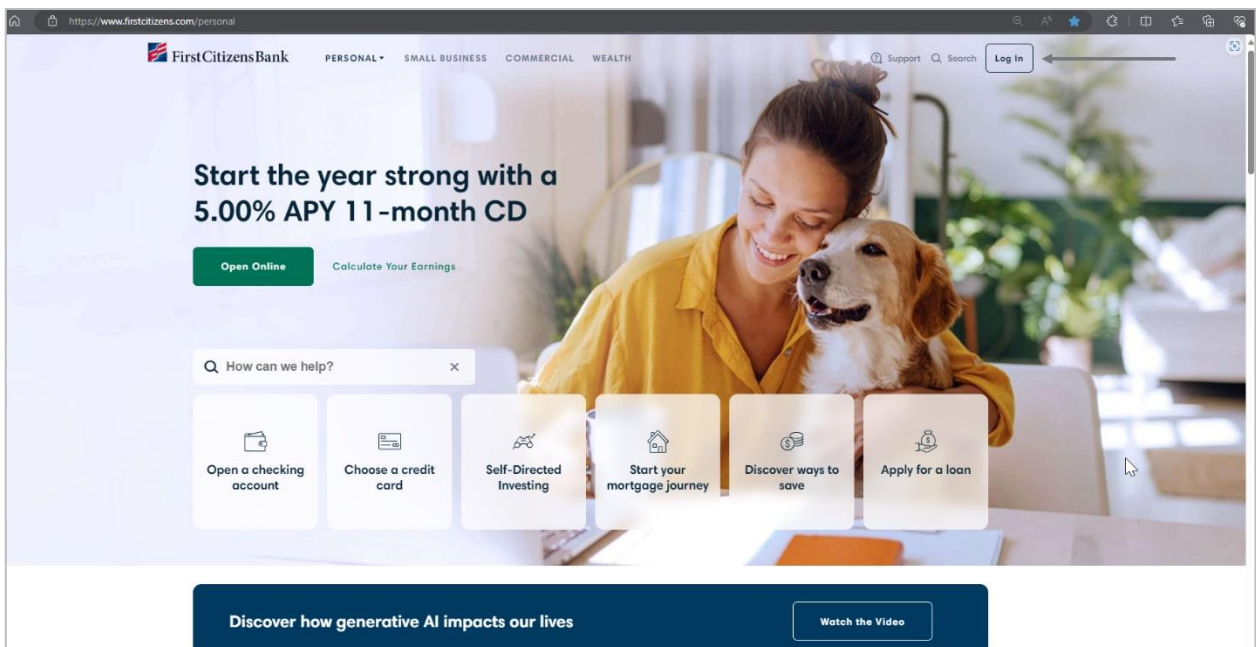 https://www.firstcitizens.com/personal
First Citizens Bank
PERSONAL SMALL BUSINESS COMMERCIAL WEALTH
Support Search Log In
Start the year strong with a
5.00% APY 11-month CD
Open Online Calculate Your Earnings
How can we help?
Open a checking
account
Choose a credit
card
Self-Directed
Investing
Start your
mortgage journey
Discover ways to
save
Apply for a loan
Discover how generative AI impacts our lives
Watch the Video